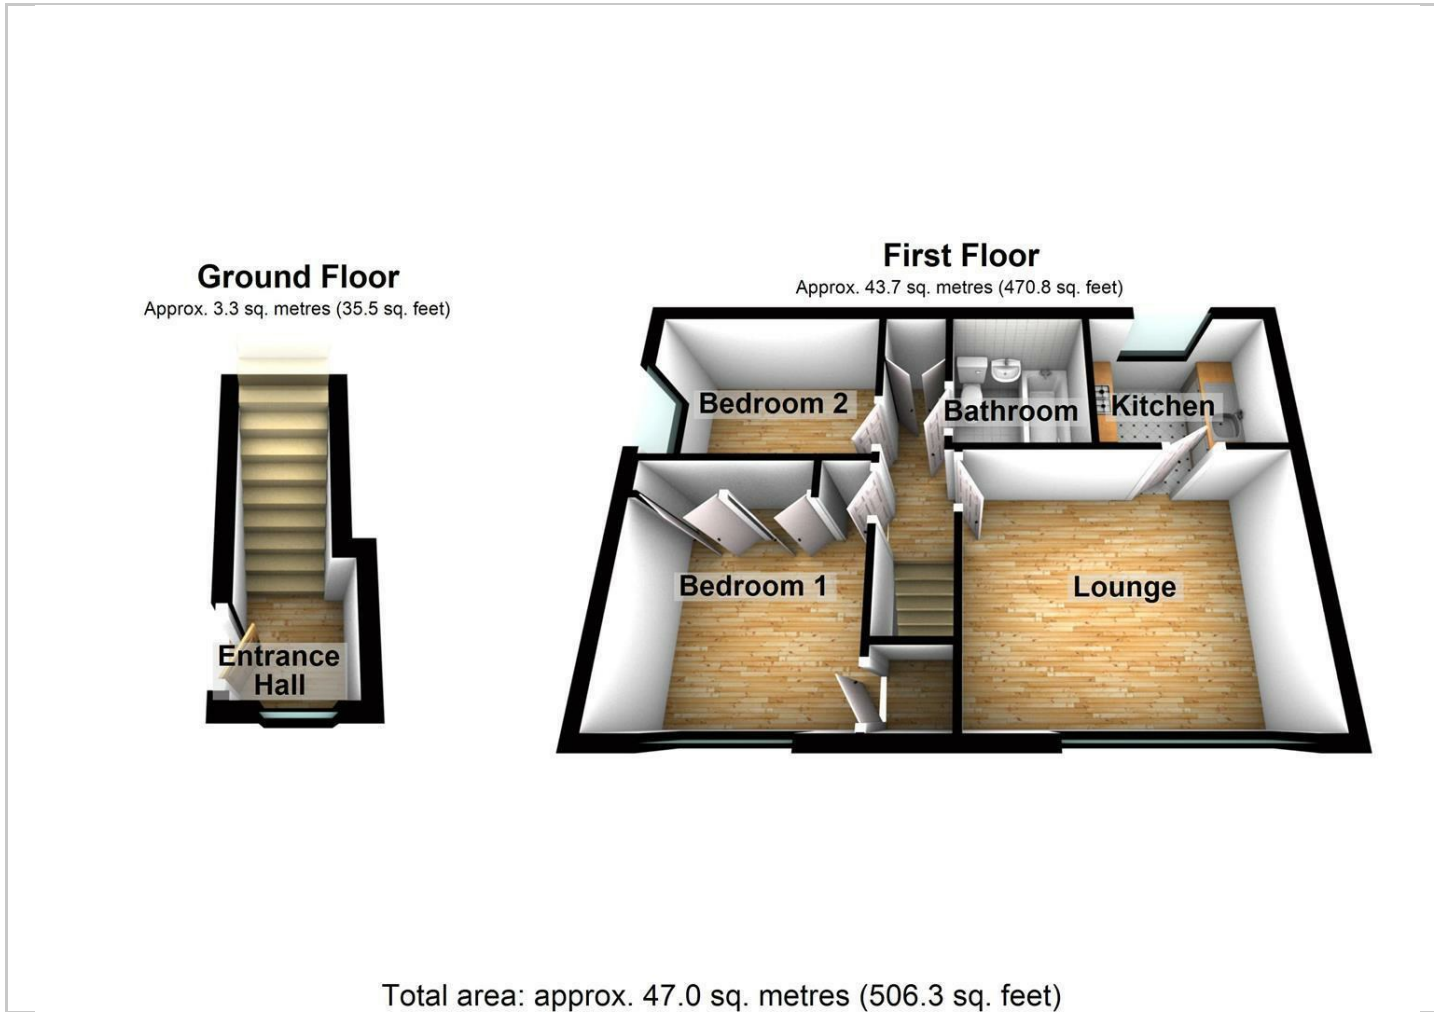 Ground Floor
Approx. 3.3 sq. metres (35.5 sq. feet)
Entrance
Hall
First Floor
Approx. 43.7 sq. metres (470.8 sq. feet)
Bedroom 2
Bathroom
Kitchen
Bedroom 1
Lounge
Total area: approx. 47.0 sq. metres (506.3 sq. feet)